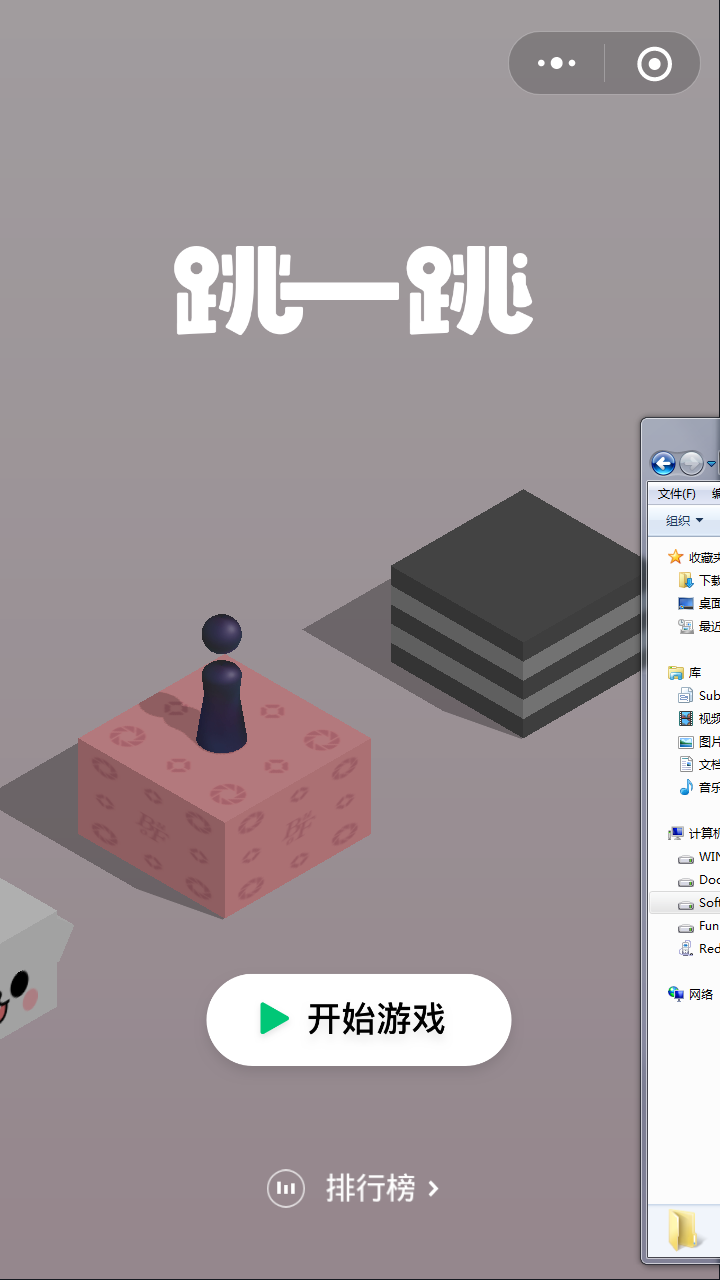 跳一跳
文件(F) 编
组织
收藏夹
下载
桌面
最近
库
Sub
视频
图片
文档
音乐
计算机
WIN
Doc
Soft
Fun
Red
网络
开始游戏
排行榜